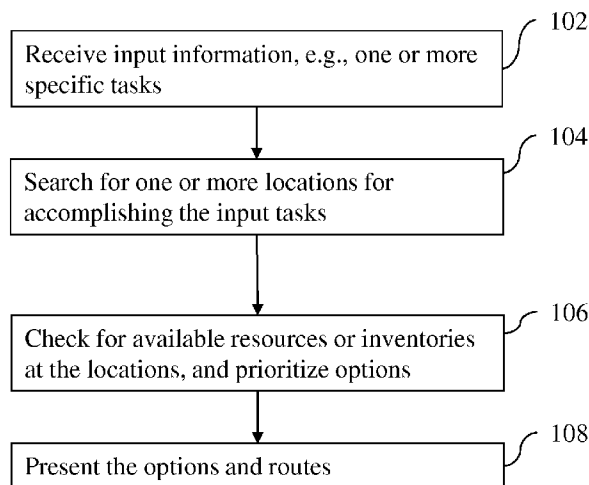 102
Receive input information, e.g., one or more
specific tasks
104
Search for one or more locations for
accomplishing the input tasks
106
Check for available resources or inventories
at the locations, and prioritize options
108
Present the options and routes